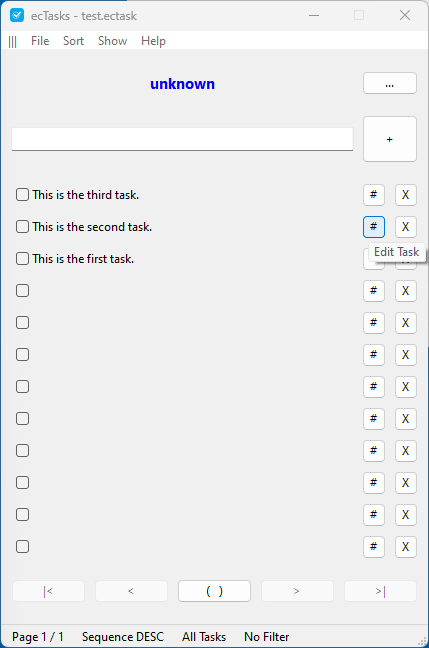 ecTasks - test.ectask
||| File Sort Show Help
unknown
...
+
This is the third task. # X
This is the second task. # X
Edit Task
This is the first task.
# X
# X
# X
# X
# X
# X
# X
# X
# X
|< < ( ) > >|
Page 1 / 1 Sequence DESC All Tasks No Filter